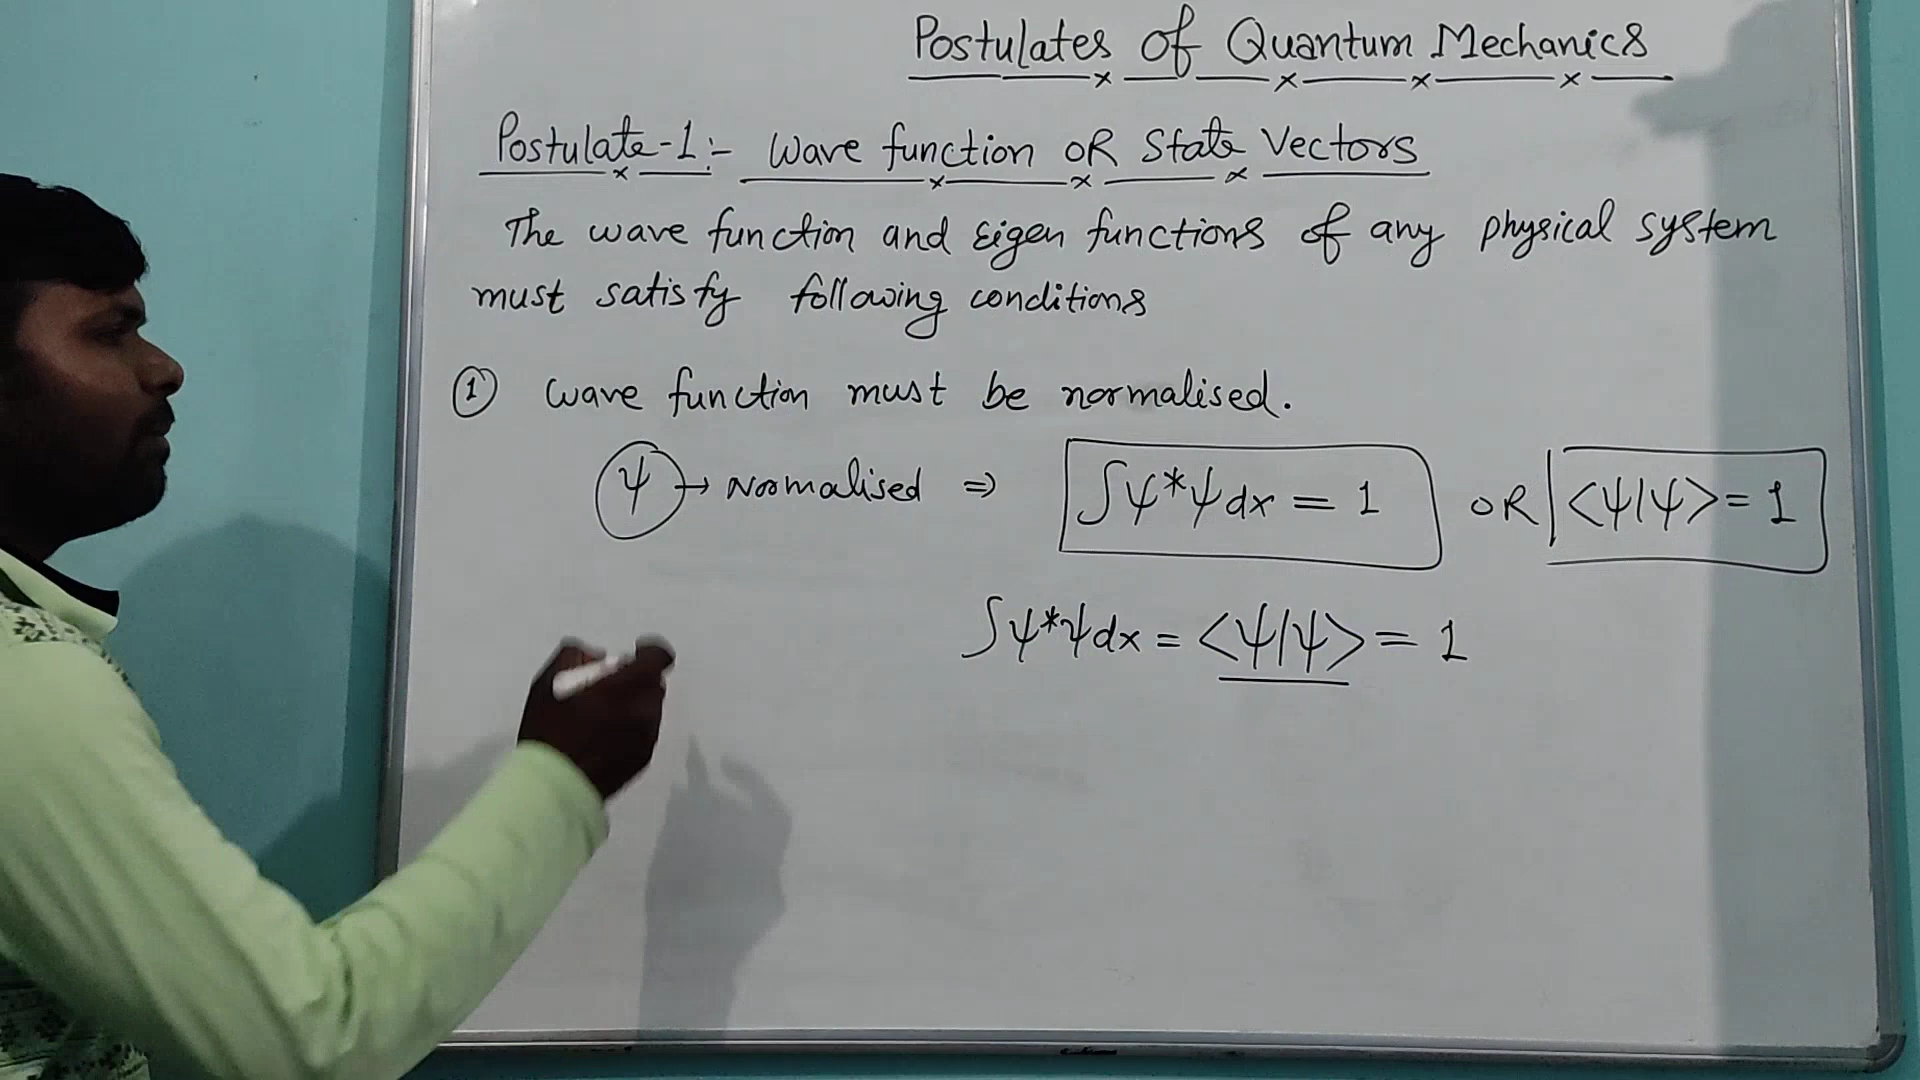 Postulates of Quantum Mechanics
Postulate-1:- Wave function OR State Vectors
The wave function and Eigen functions of any physical system
must satisfy following conditions
① wave function must be normalised.
ψ → Normalised ⇒ ∫ψ*ψdx = 1 OR <ψ|ψ> = 1
∫ψ*ψdx = <ψ|ψ> = 1